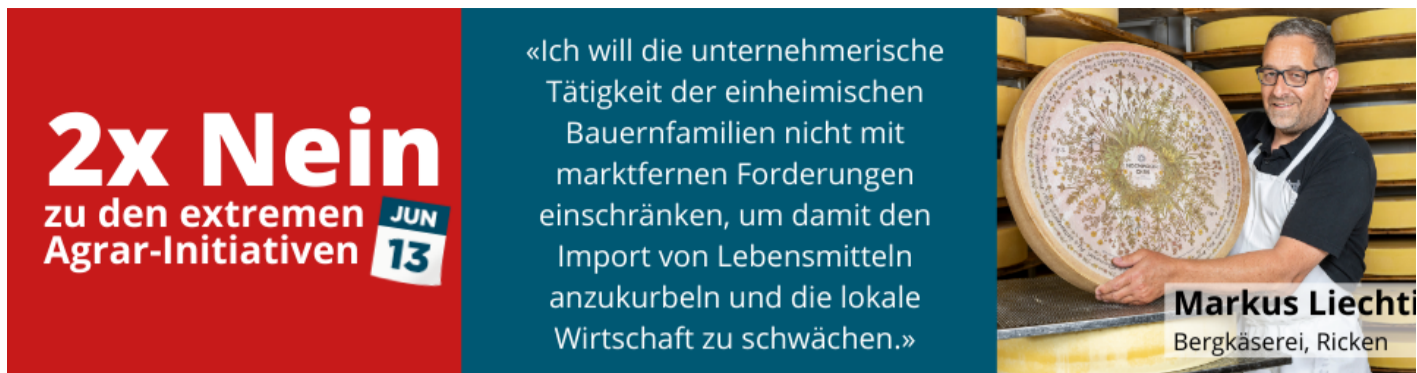 2x Nein
zu den extremen
Agrar-Initiativen
JUN
13
«Ich will die unternehmerische
Tätigkeit der einheimischen
Bauernfamilien nicht mit
marktfernen Forderungen
einschränken, um damit den
Import von Lebensmitteln
anzukurbeln und die lokale
Wirtschaft zu schwächen.»
Markus Liechti
Bergkäserei, Ricken